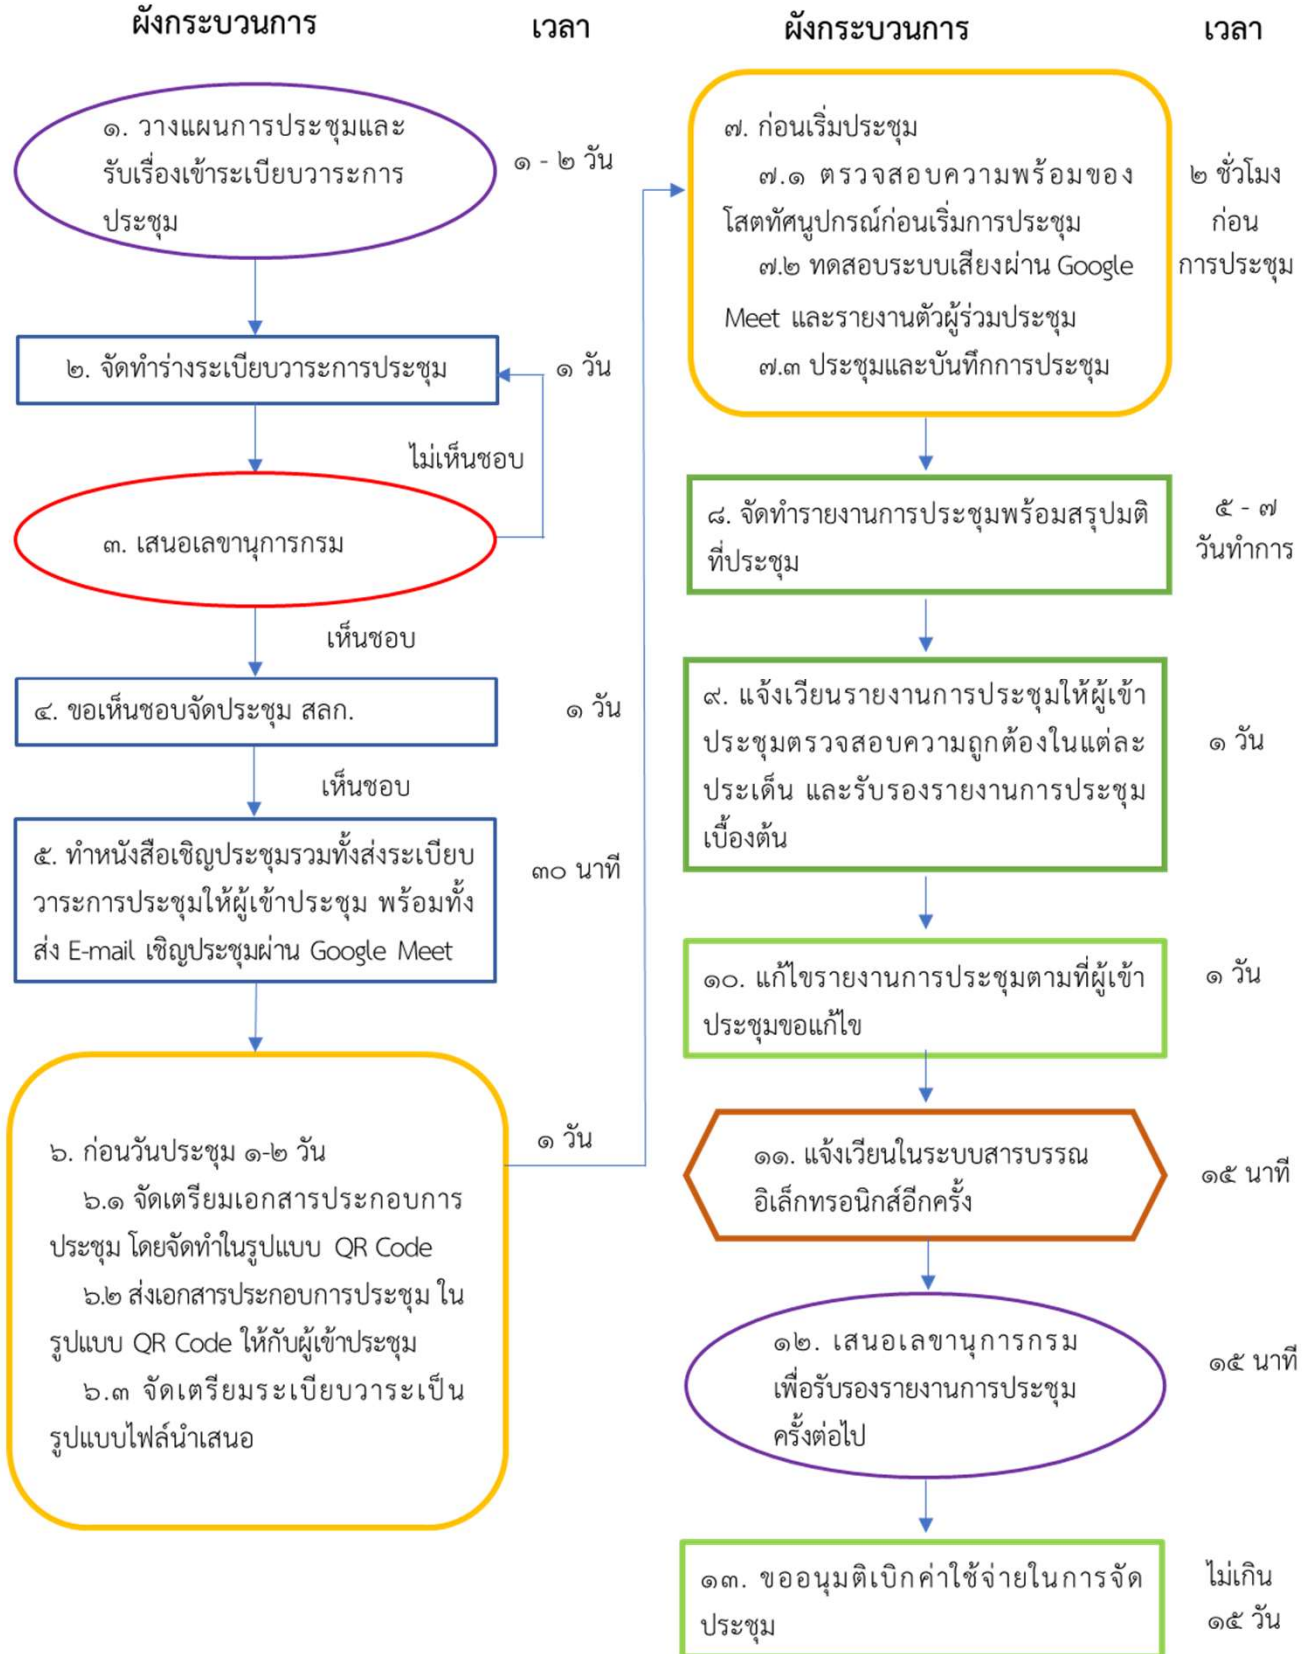 ผังกระบวนการ
เวลา
๑. วางแผนการประชุมและ
รับเรื่องเข้าระเบียบวาระการ
ประชุม
๑ - ๒ วัน
๒. จัดทำร่างระเบียบวาระการประชุม
๑ วัน
ไม่เห็นชอบ
๓. เสนอเลขานุการกรม
เห็นชอบ
๔. ขอเห็นชอบจัดประชุม สลก.
๑ วัน
เห็นชอบ
๕. ทำหนังสือเชิญประชุมรวมทั้งส่งระเบียบ
วาระการประชุมให้ผู้เข้าประชุม พร้อมทั้ง
ส่ง E-mail เชิญประชุมผ่าน Google Meet
๓๐ นาที
๖. ก่อนวันประชุม ๑-๒ วัน
๖.๑ จัดเตรียมเอกสารประกอบการ
ประชุม โดยจัดทำในรูปแบบ QR Code
๖.๒ ส่งเอกสารประกอบการประชุม ใน
รูปแบบ QR Code ให้กับผู้เข้าประชุม
๖.๓ จัดเตรียมระเบียบวาระเป็น
รูปแบบไฟล์นำเสนอ
๑ วัน
ผังกระบวนการ
เวลา
๗. ก่อนเริ่มประชุม
๗.๑ ตรวจสอบความพร้อมของ
โสตทัศนูปกรณ์ก่อนเริ่มการประชุม
๗.๒ ทดสอบระบบเสียงผ่าน Google
Meet และรายงานตัวผู้ร่วมประชุม
๗.๓ ประชุมและบันทึกการประชุม
๒ ชั่วโมง
ก่อน
การประชุม
๘. จัดทำรายงานการประชุมพร้อมสรุปมติ
ที่ประชุม
๕ - ๗
วันทำการ
๙. แจ้งเวียนรายงานการประชุมให้ผู้เข้า
ประชุมตรวจสอบความถูกต้องในแต่ละ
ประเด็น และรับรองรายงานการประชุม
เบื้องต้น
๑ วัน
๑๐. แก้ไขรายงานการประชุมตามที่ผู้เข้า
ประชุมขอแก้ไข
๑ วัน
๑๑. แจ้งเวียนในระบบสารบรรณ
อิเล็กทรอนิกส์อีกครั้ง
๑๕ นาที
๑๒. เสนอเลขานุการกรม
เพื่อรับรองรายงานการประชุม
ครั้งต่อไป
๑๕ นาที
๑๓. ขออนุมติเบิกค่าใช้จ่ายในการจัด
ประชุม
ไม่เกิน
๑๕ วัน